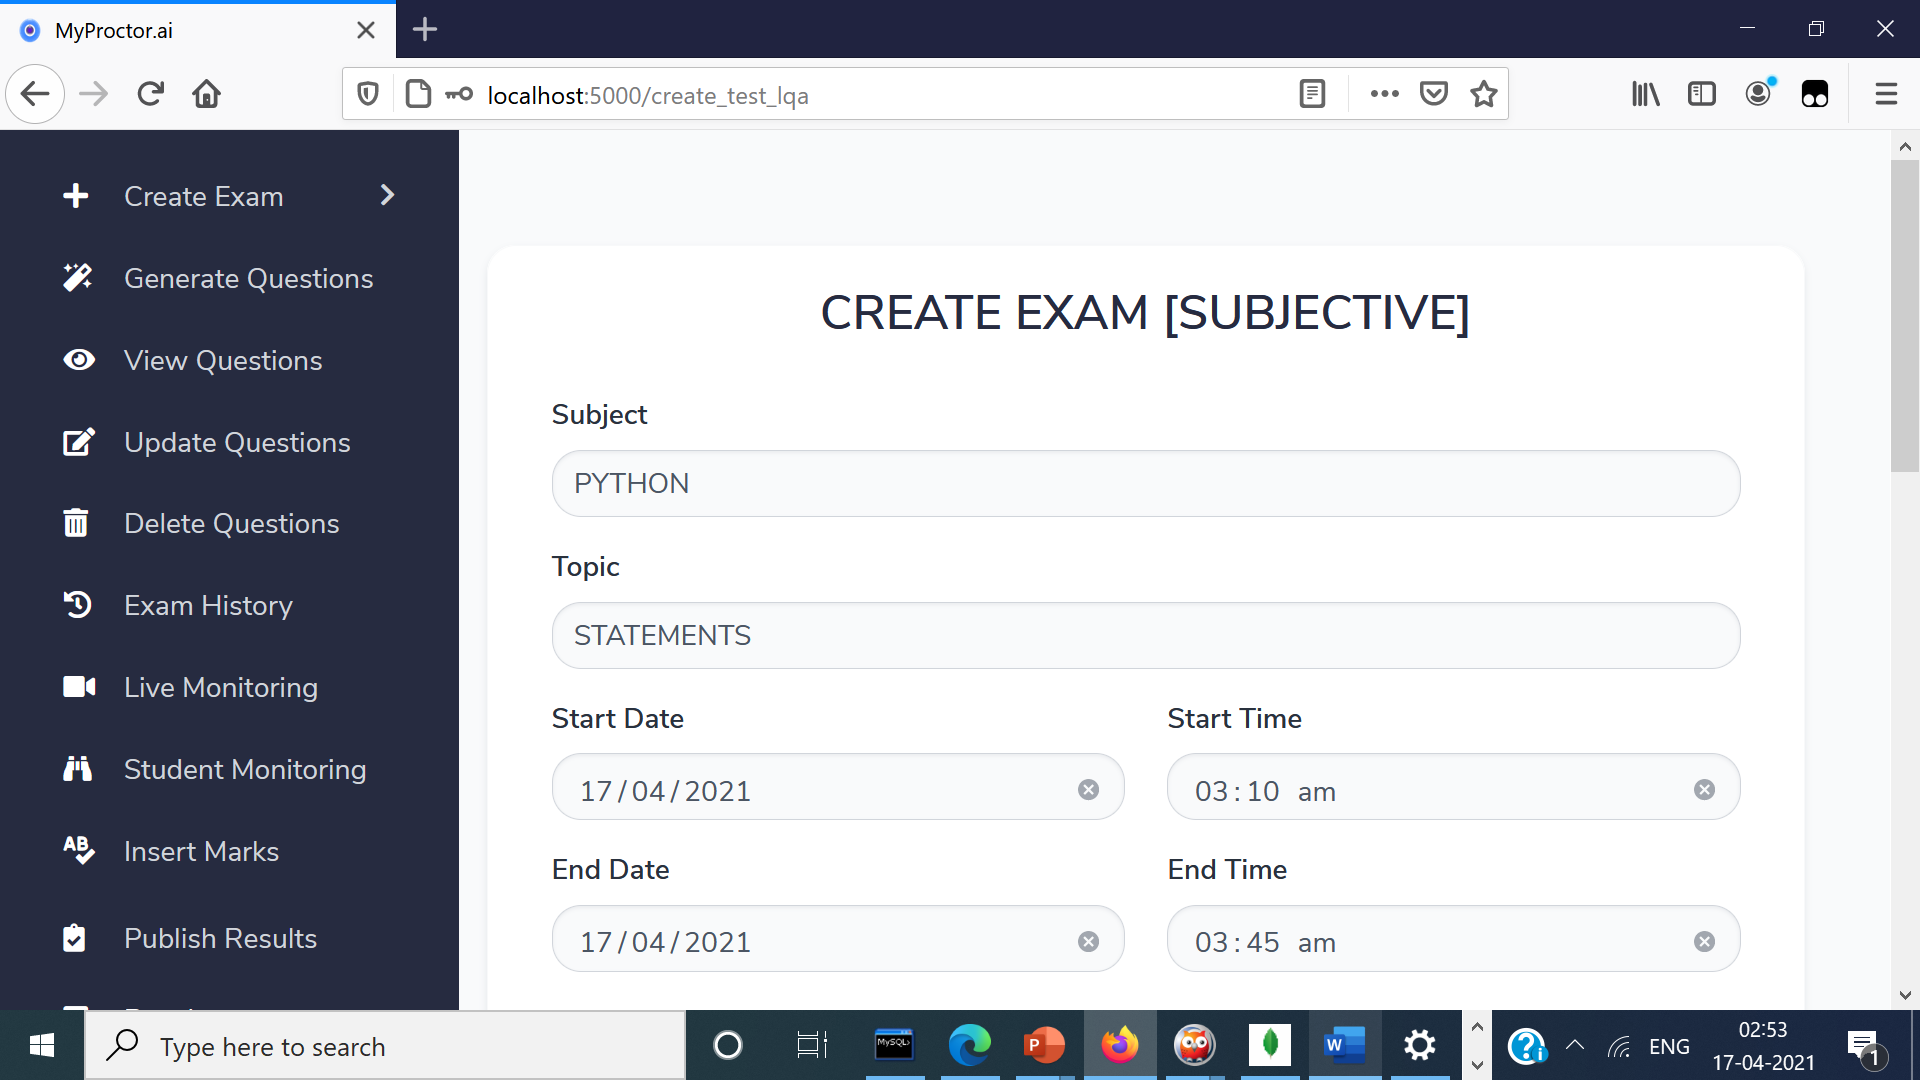 MyProctor.ai
localhost:5000/create_test_lqa
Create Exam
Generate Questions
View Questions
Update Questions
Delete Questions
Exam History
Live Monitoring
Student Monitoring
AB
Insert Marks
Publish Results
CREATE EXAM [SUBJECTIVE]
Subject
PYTHON
Topic
STATEMENTS
Start Date
Start Time
17/04/2021
03:10 am
End Date
End Time
17/04/2021
03:45 am
Type here to search
MySQL>
P
W
?
i
ENG
02:53
17-04-2021
1